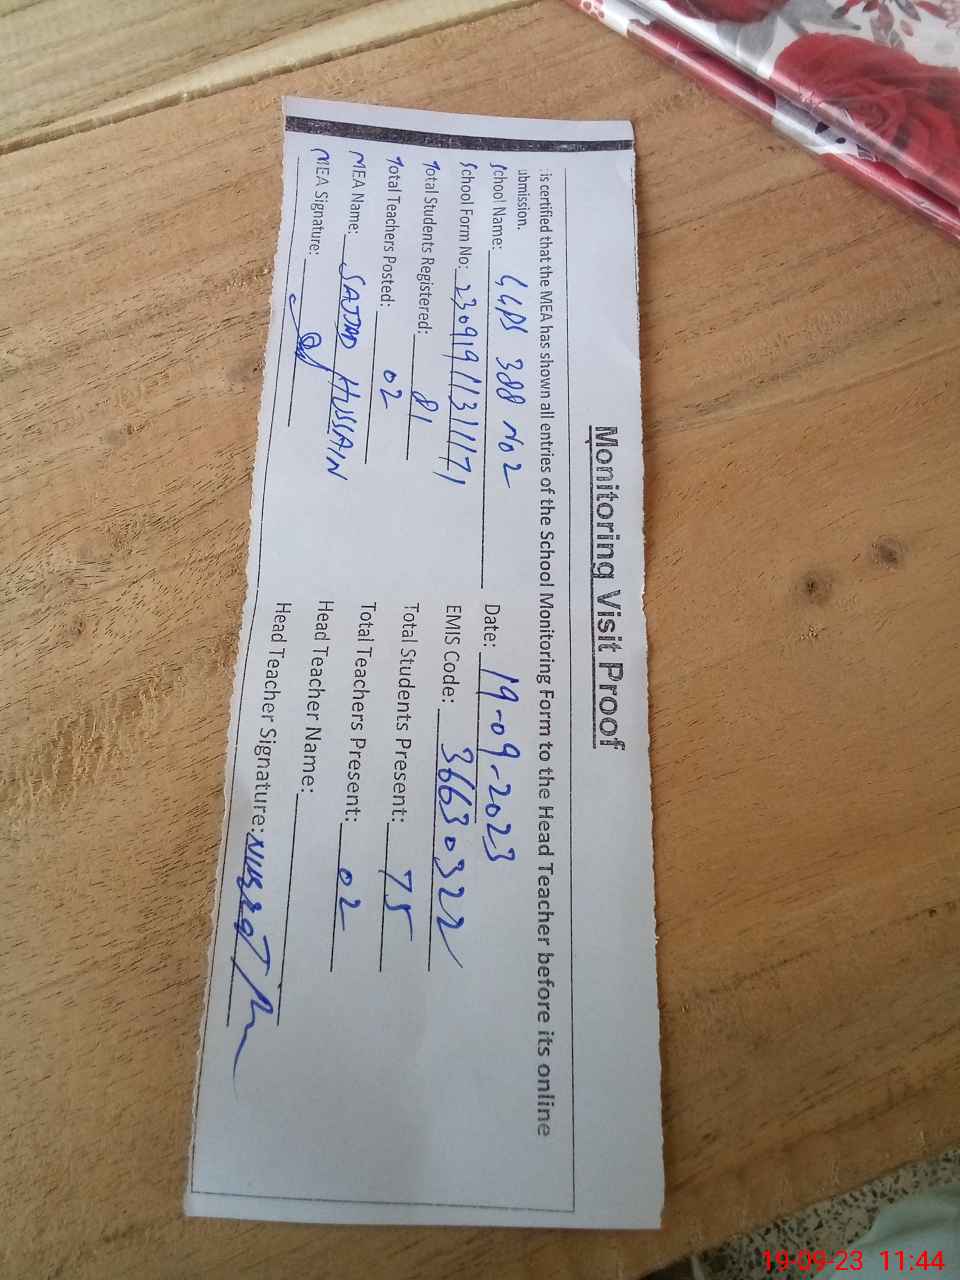 Monitoring Visit Proof
is certified that the MEA has shown all entries of the School Monitoring Form to the Head Teacher before its online
ubmission.
School Name: GGPS 388 No 2 Date: 19-09-2023
School Form No: EMIS Code: 36630322
Total Students Registered: 81 Total Students Present: 75
Total Teachers Posted: 02 Total Teachers Present: 02
MEA Name: SAJJAD HUSSAIN Head Teacher Name:
MEA Signature: Head Teacher Signature:
19-09-23 11:44